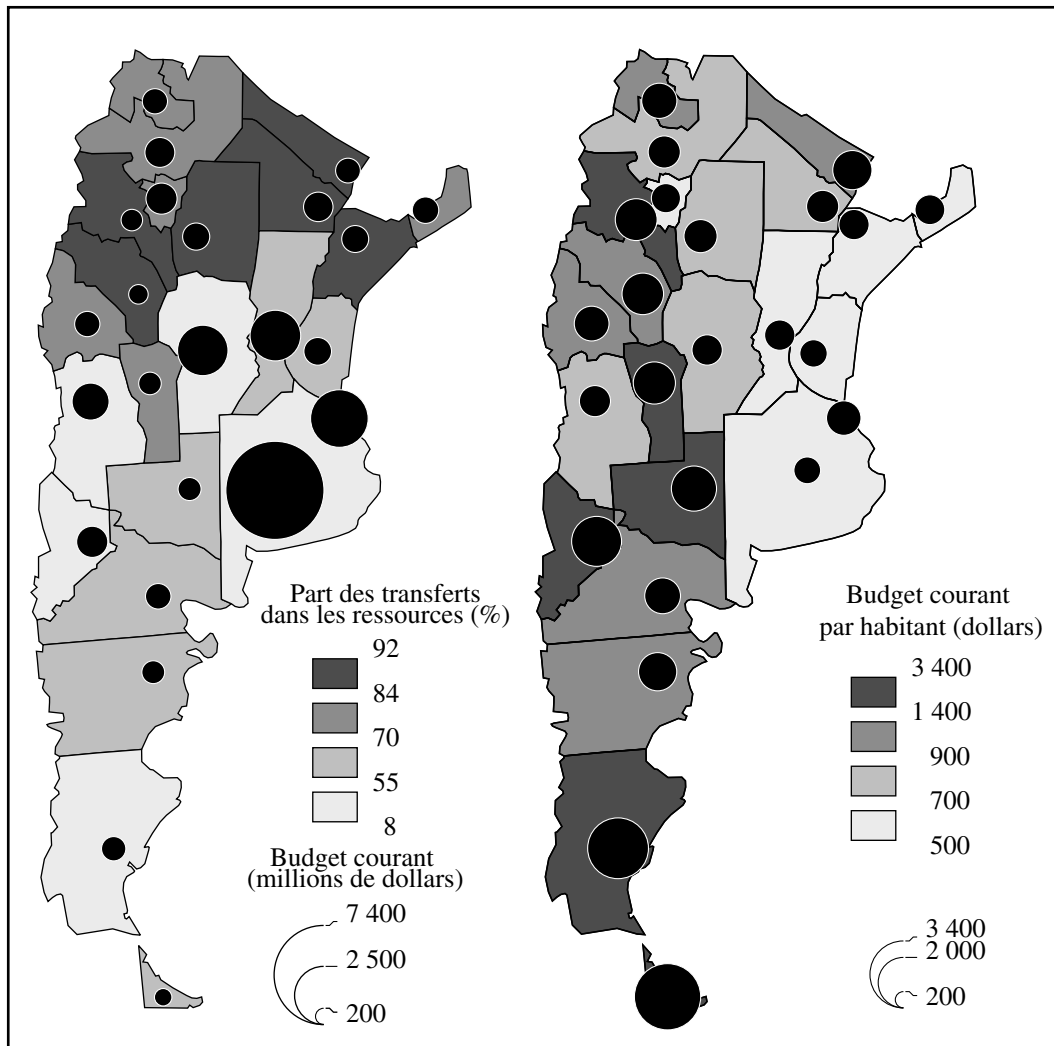 Part des transferts
dans les ressources (%)
92
84
70
55
8
Budget courant
(millions de dollars)
7 400
2 500
200
Budget courant
par habitant (dollars)
3 400
1 400
900
700
500
3 400
2 000
200